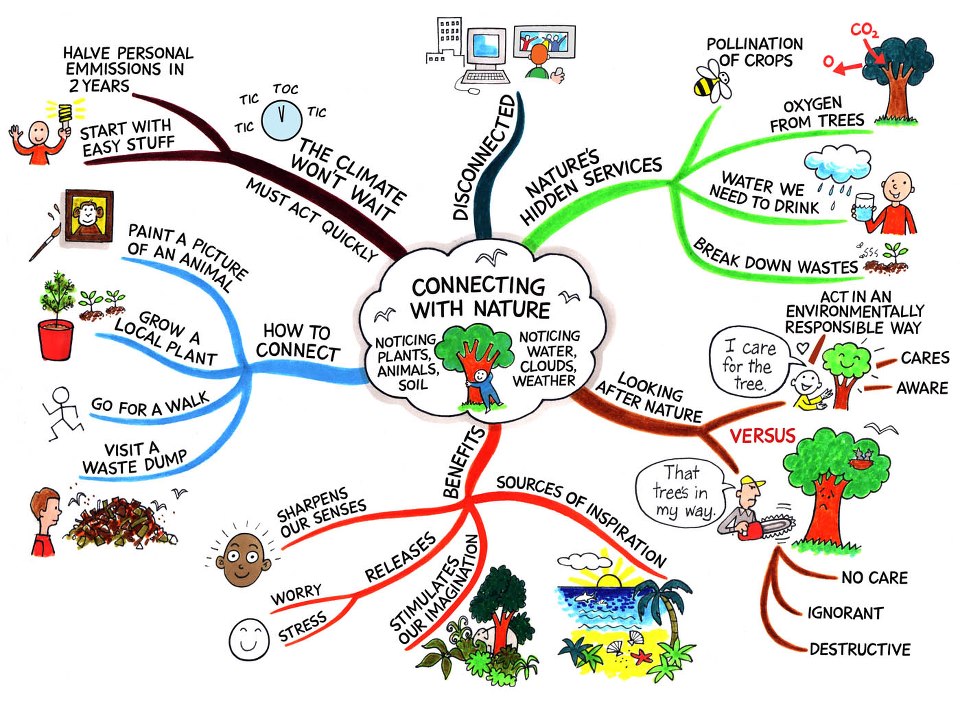 CONNECTING
WITH NATURE
NOTICING
PLANTS,
ANIMALS,
SOIL
NOTICING
WATER,
CLOUDS,
WEATHER
DISCONNECTED
NATURE'S
HIDDEN SERVICES
POLLINATION
OF CROPS
CO2
O
OXYGEN
FROM TREES
WATER WE
NEED TO DRINK
BREAK DOWN WASTES
LOOKING
AFTER NATURE
ACT IN AN
ENVIRONMENTALLY
RESPONSIBLE WAY
I care
for the
tree.
CARES
AWARE
VERSUS
That
tree's in
my way.
NO CARE
IGNORANT
DESTRUCTIVE
BENEFITS
SOURCES OF INSPIRATION
STIMULATES
OUR IMAGINATION
RELEASES
WORRY
STRESS
SHARPENS
OUR SENSES
HOW TO
CONNECT
PAINT A PICTURE
OF AN ANIMAL
GROW A
LOCAL PLANT
GO FOR A WALK
VISIT A
WASTE DUMP
THE CLIMATE
WONT WAIT
MUST ACT QUICKLY
TIC
TOC
TIC
TIC
HALVE PERSONAL
EMMISSIONS IN
2 YEARS
START WITH
EASY STUFF